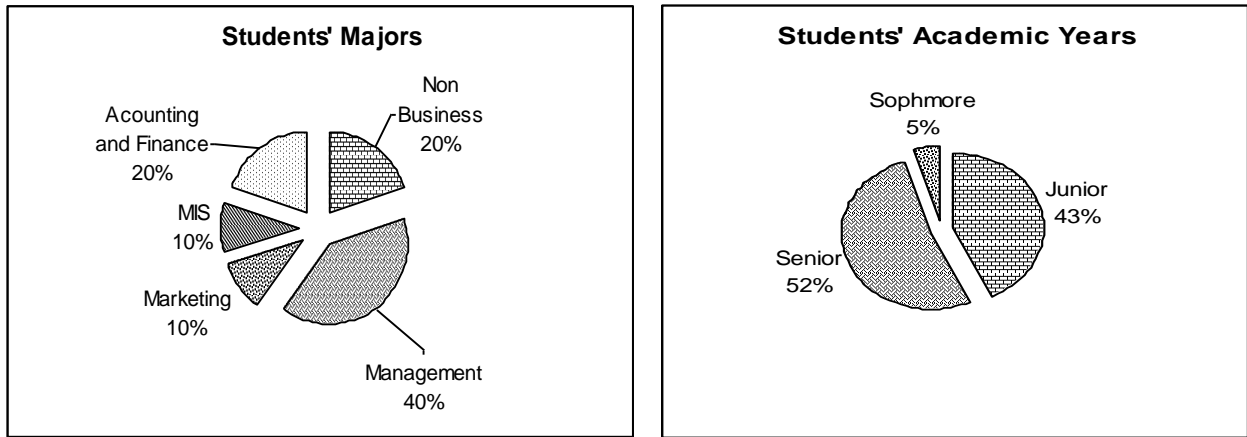 Students' Majors
Non
Business
20%
Acounting
and Finance
20%
MIS
10%
Marketing
10%
Management
40%
Students' Academic Years
Sophmore
5%
Junior
43%
Senior
52%